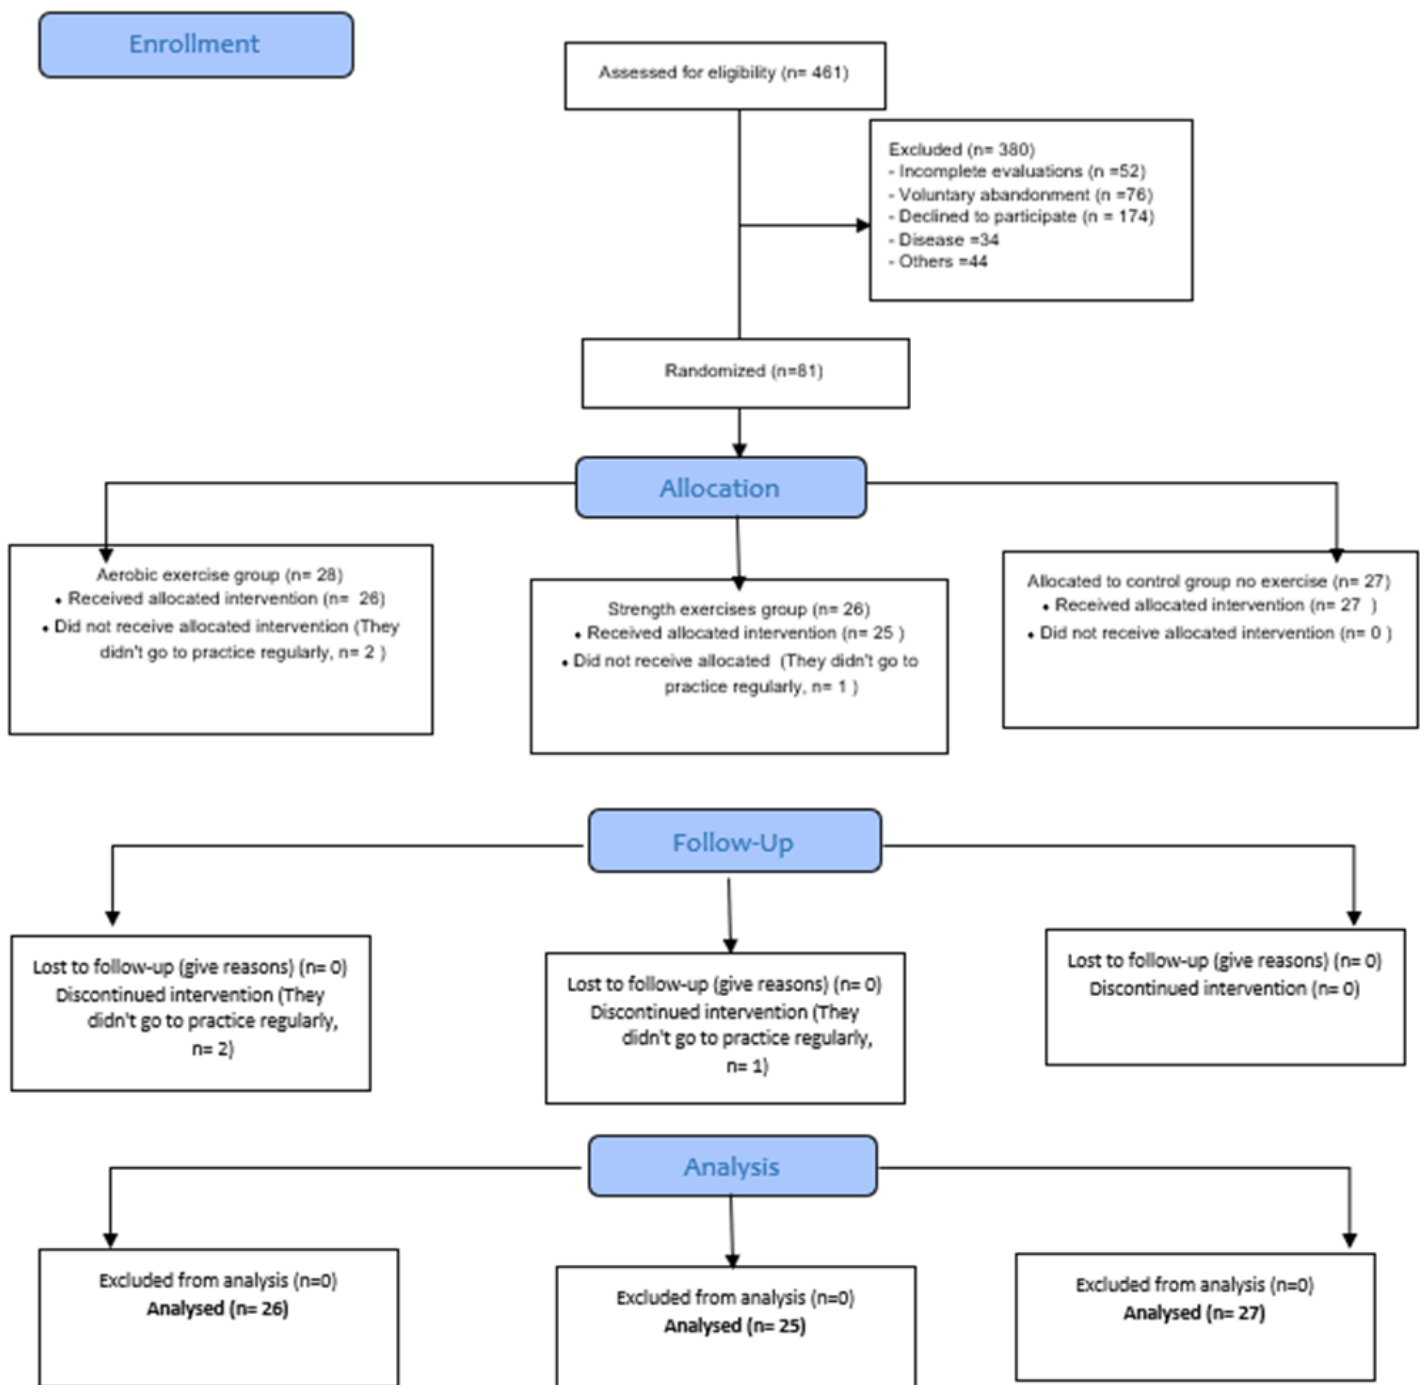 Enrollment
Assessed for eligibility (n= 461)
Excluded (n= 380)
- Incomplete evaluations (n =52)
- Voluntary abandonment (n =76)
- Declined to participate (n = 174)
- Disease =34
- Others =44
Randomized (n=81)
Allocation
Aerobic exercise group (n= 28)
• Received allocated intervention (n=  26)
• Did not receive allocated intervention (They
didn't go to practice regularly, n= 2 )
Strength exercises group (n= 26)
• Received allocated intervention (n= 25 )
• Did not receive allocated  (They didn't go to
practice regularly, n= 1 )
Allocated to control group no exercise (n= 27)
• Received allocated intervention (n= 27  )
• Did not receive allocated intervention (n= 0 )
Follow-Up
Lost to follow-up (give reasons) (n= 0)
Discontinued intervention (They
didn't go to practice regularly,
n= 2)
Lost to follow-up (give reasons) (n= 0)
Discontinued intervention (They
didn't go to practice regularly,
n= 1)
Lost to follow-up (give reasons) (n= 0)
Discontinued intervention (n= 0)
Analysis
Excluded from analysis (n=0)
Analysed (n= 26)
Excluded from analysis (n=0)
Analysed (n= 25)
Excluded from analysis (n=0)
Analysed (n= 27)